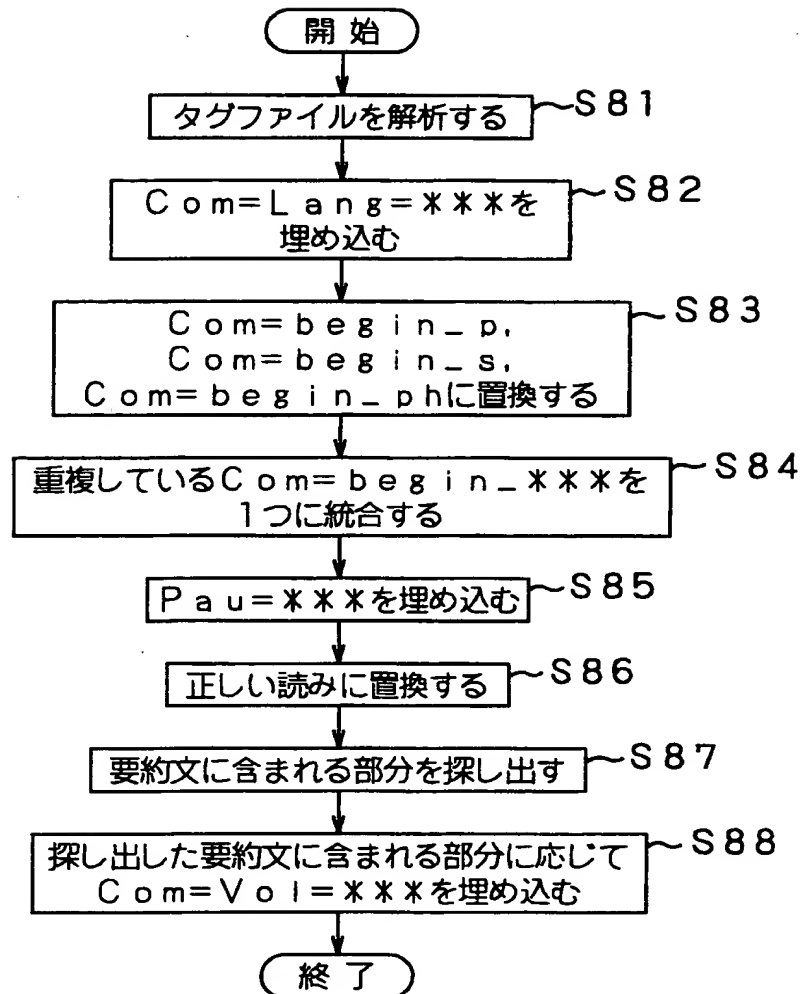 開始
タグファイルを解析する ~S81
Com=Lang=***を ~S82
埋め込む
Com=begin_p, ~S83
Com=begin_s,
Com=begin_phに置換する
重複しているCom=begin_***を ~S84
1つに統合する
Pau=***を埋め込む ~S85
正しい読みに置換する ~S86
要約文に含まれる部分を探し出す ~S87
探し出した要約文に含まれる部分に応じて ~S88
Com=Vol=***を埋め込む
終了